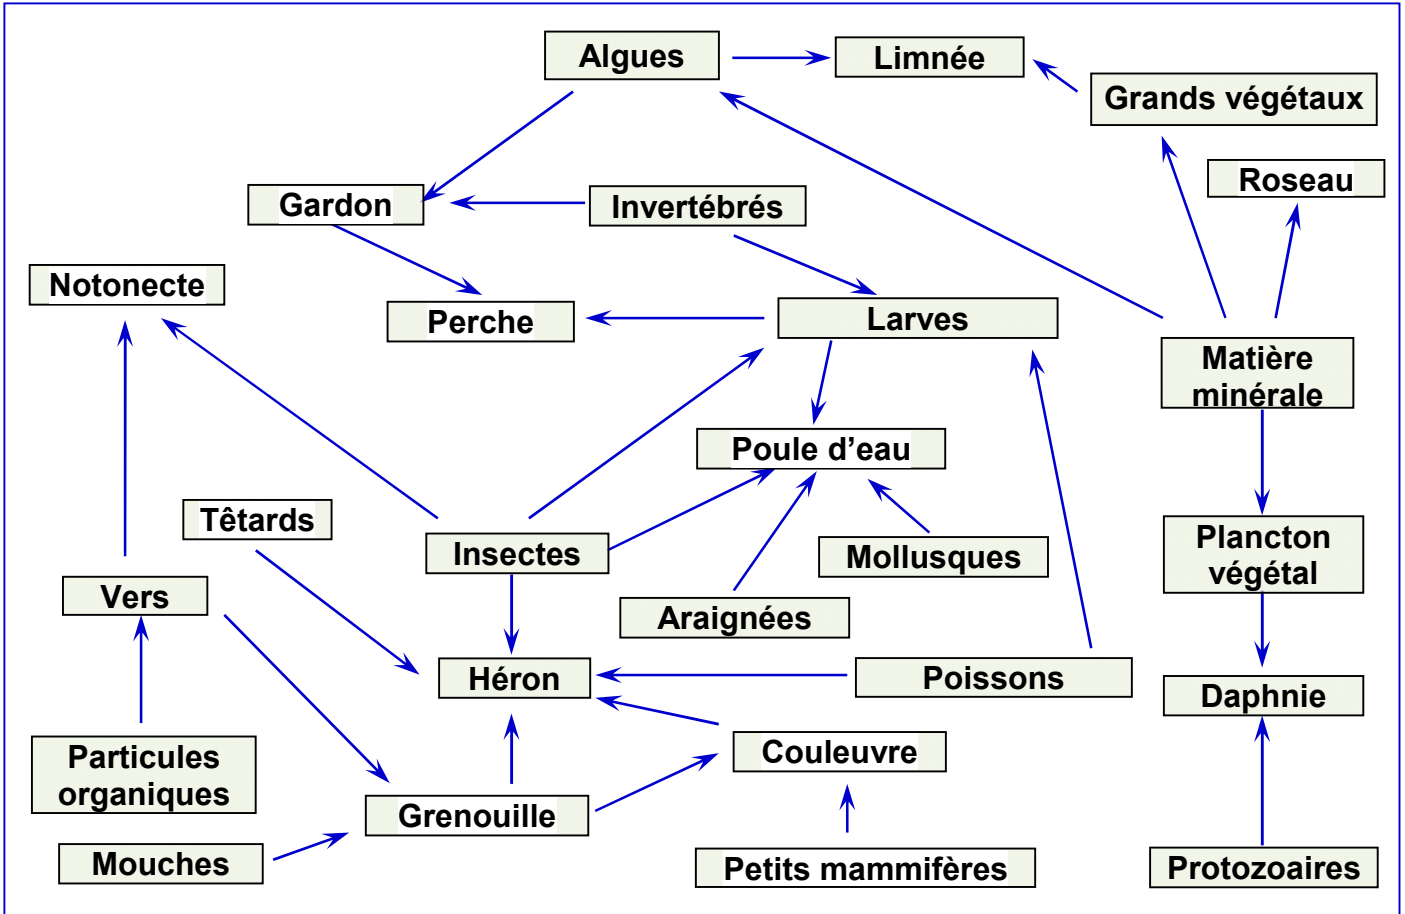 Algues
Limnée
Grands végétaux
Roseau
Gardon
Invertébrés
Notonecte
Perche
Larves
Matière
minérale
Poule d’eau
Têtards
Insectes
Mollusques
Plancton
végétal
Vers
Araignées
Héron
Poissons
Daphnie
Particules
organiques
Couleuvre
Grenouille
Mouches
Petits mammifères
Protozoaires